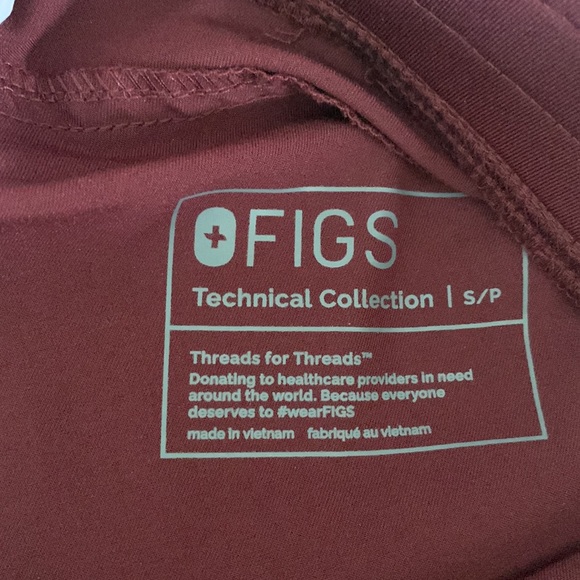 FIGS
Technical Collection | S/P
Threads for Threads™
Donating to healthcare providers in need
around the world. Because everyone
deserves to #wearFIGS
made in vietnam fabriqué au vietnam